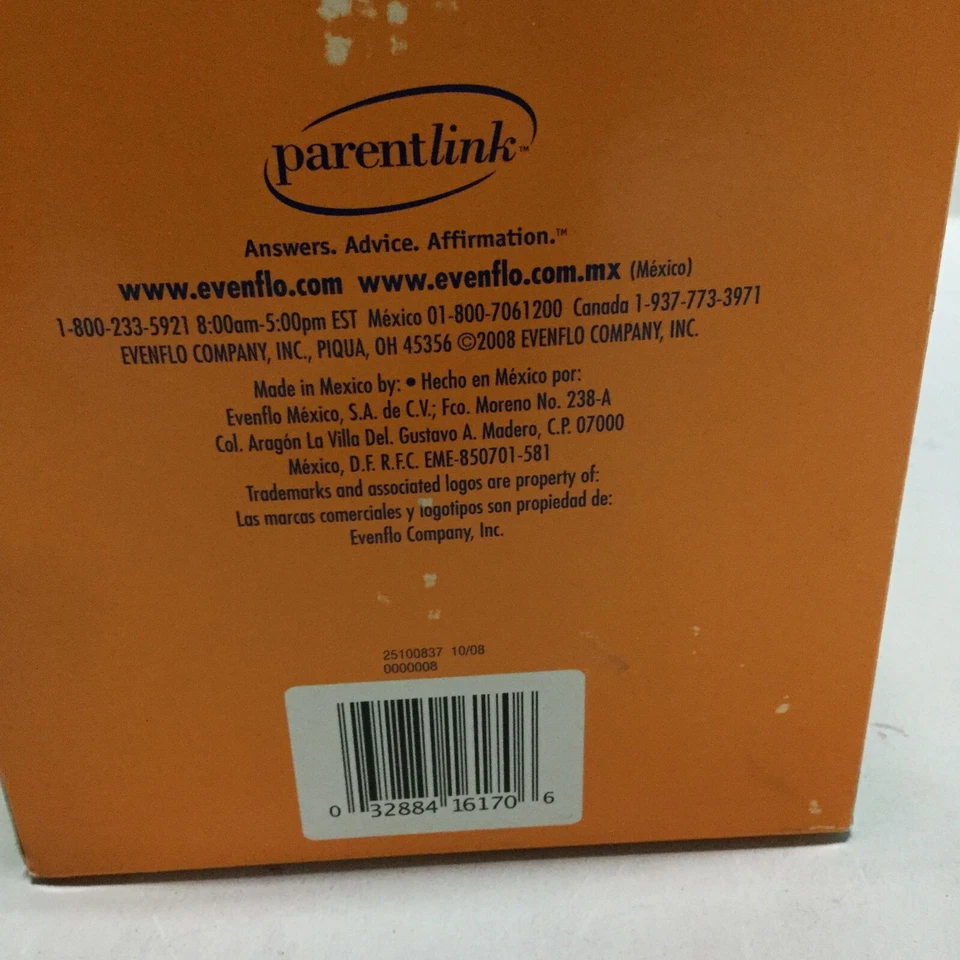 parentlink™
Answers. Advice. Affirmation.™
www.evenflo.com www.evenflo.com.mx (México)
1-800-233-5921 8:00am-5:00pm EST México 01-800-7061200 Canada 1-937-773-3971
EVENFLO COMPANY, INC., PIQUA, OH 45356 ©2008 EVENFLO COMPANY, INC.
Made in Mexico by: • Hecho en México por:
Evenflo México, S.A. de C.V.; Fco. Moreno No. 238-A
Col. Aragón La Villa Del. Gustavo A. Madero, C.P. 07000
México, D.F. R.F.C. EME-850701-581
Trademarks and associated logos are property of:
Las marcas comerciales y logotipos son propiedad de:
Evenflo Company, Inc.
25100837 10/08
0000008
0 32884 16170 6